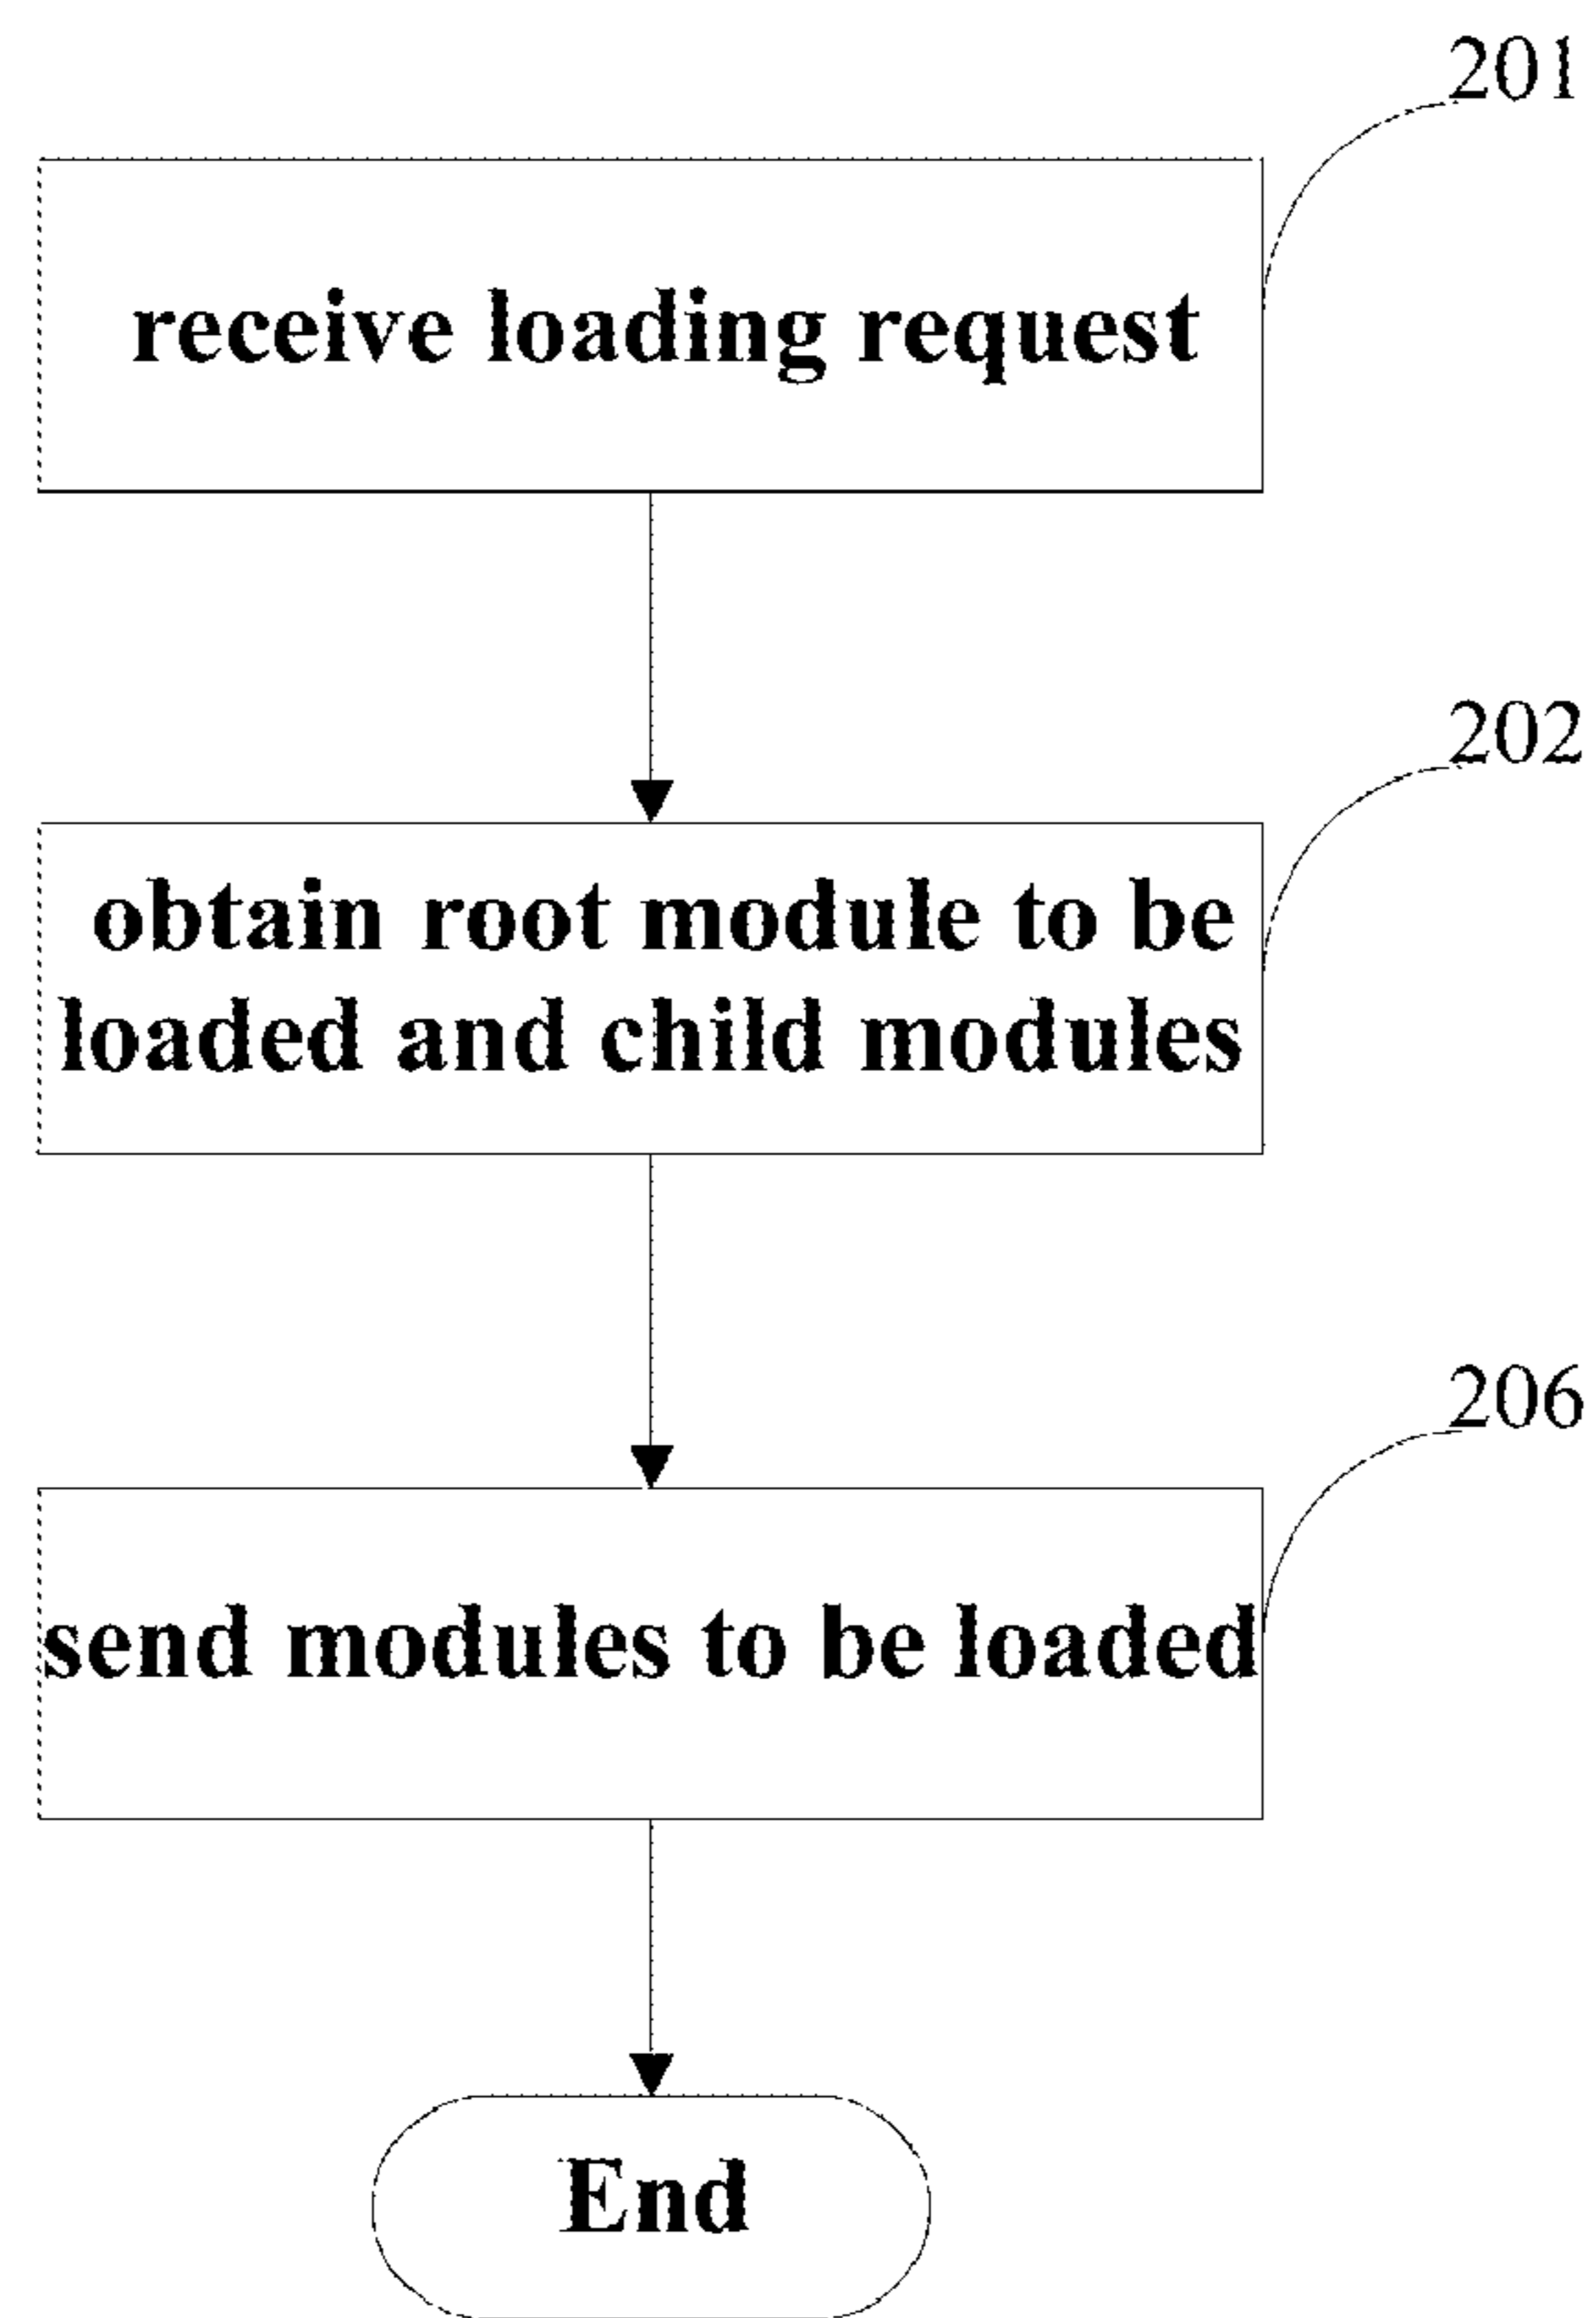 201
receive loading request
202
obtain root module to be
loaded and child modules
206
send modules to be loaded
End